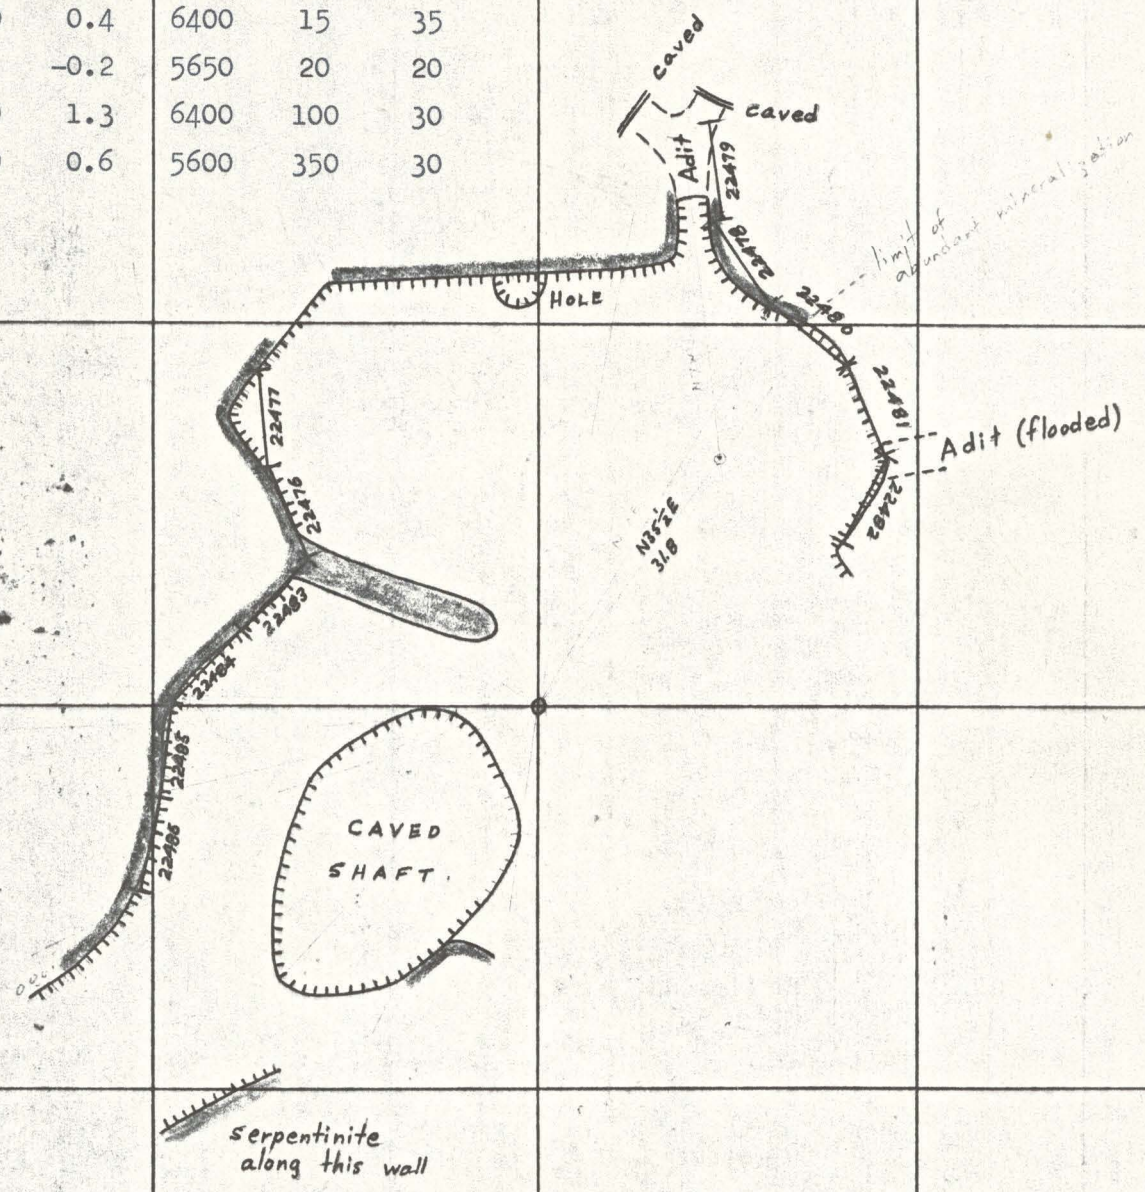 0.4 6400 15 35
-0.2 5650 20 20
1.3 6400 100 30
0.6 5600 350 30
caved
caved
Adit
22479
22478
limit of
abundant mineralization
22480
HOLE
22481
22477
Adit (flooded)
22476
22482
N35½E
31.8
22483
22484
22485
CAVED
SHAFT.
22486
serpentinite
along this wall